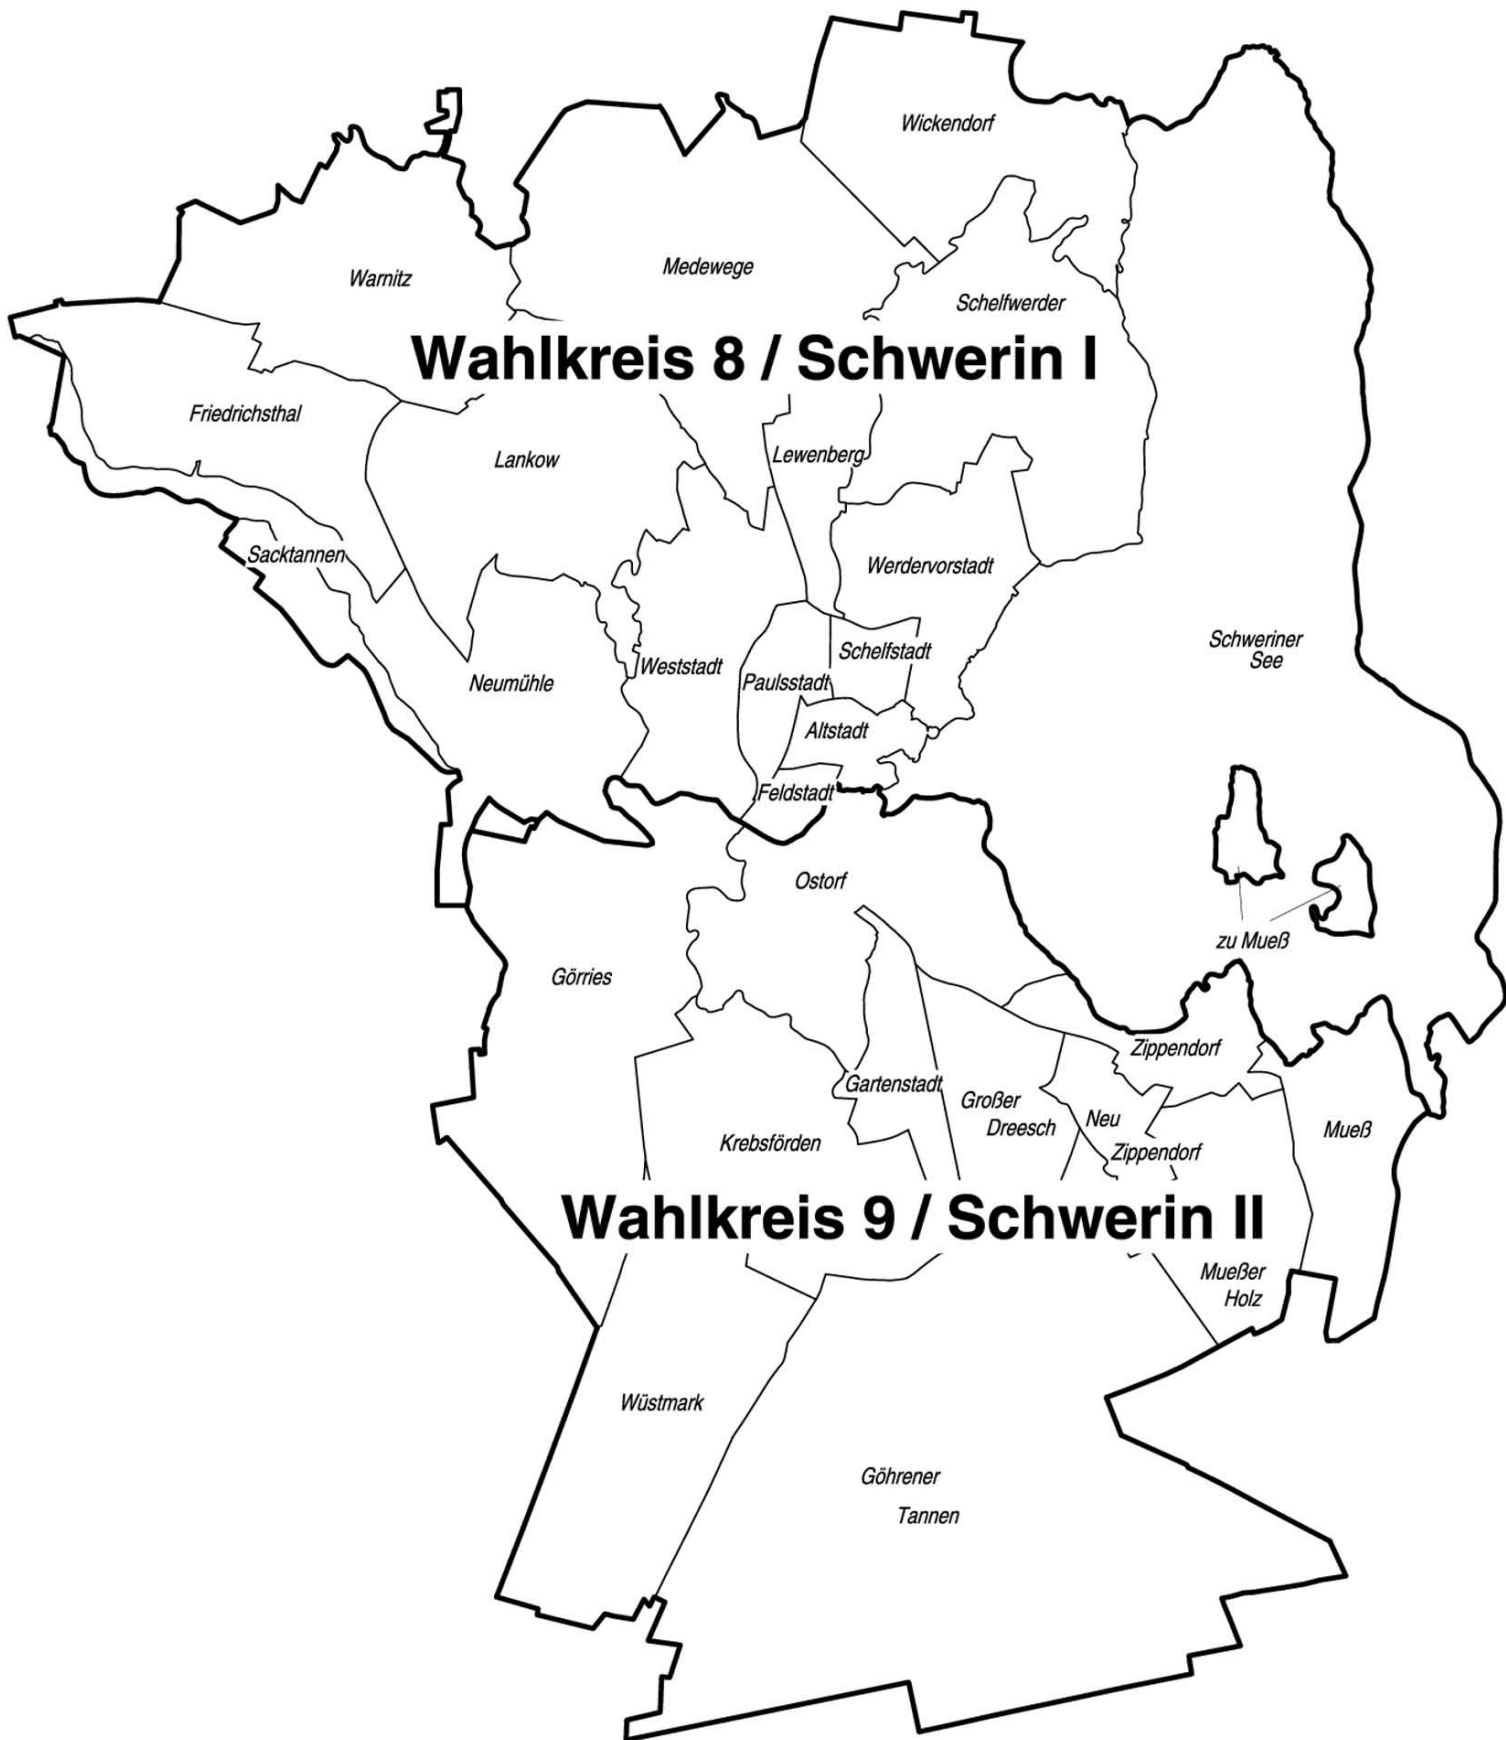 Wickendorf
Medewege
Warnitz
Schelfwerder
Wahlkreis 8 / Schwerin I
Friedrichsthal
Lankow
Lewenberg
Sacktannen
Werdervorstadt
Schweriner
See
Schelfstadt
Weststadt
Paulsstadt
Neumühle
Altstadt
Feldstadt
Ostorf
zu Mueß
Görries
Zippendorf
Gartenstadt
Großer
Dreesch
Neu
Zippendorf
Mueß
Krebsförden
Wahlkreis 9 / Schwerin II
Mueßer
Holz
Wüstmark
Göhrener
Tannen